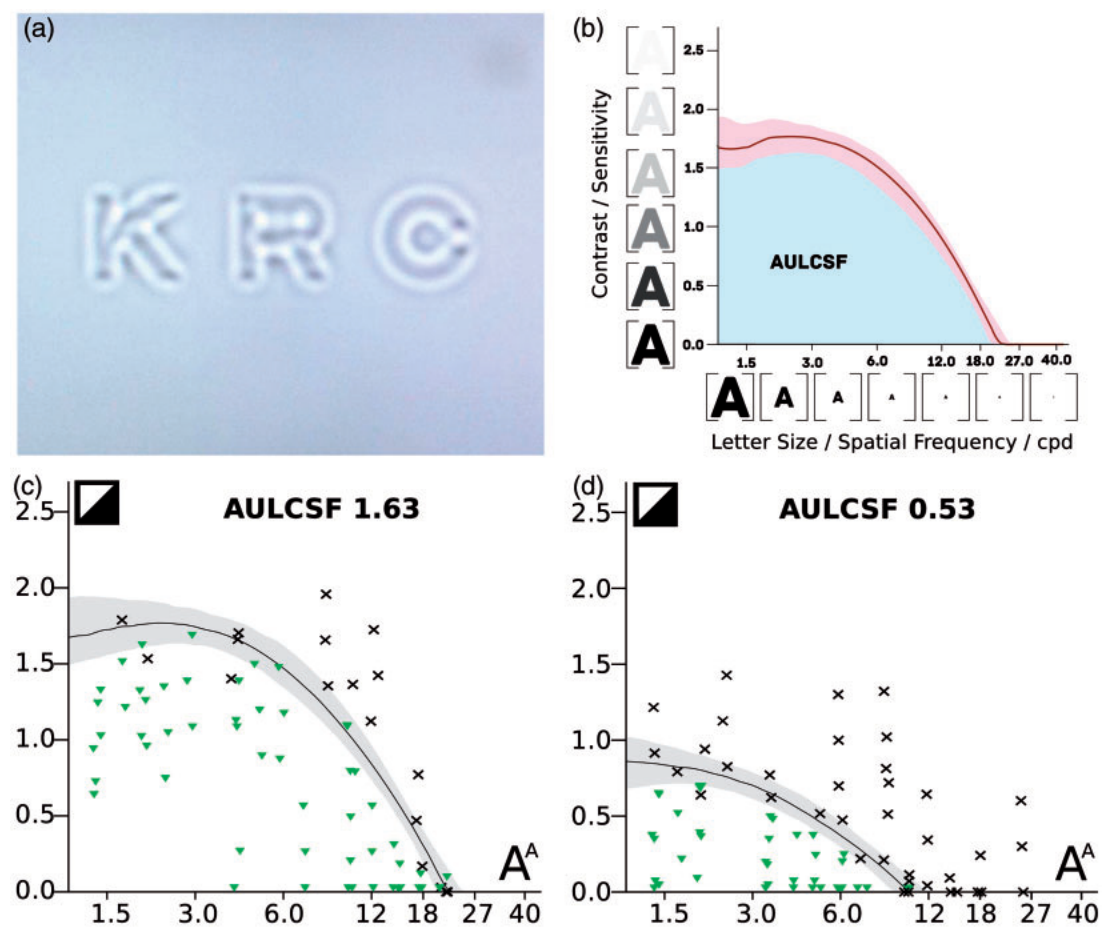 (a)
K R C
(b)
Contrast / Sensitivity
A
A
A
A
A
A
2.5
2.0
1.5
1.0
0.5
0.0
AULCSF
1.5 3.0 6.0 12.0 18.0 27.0 40.0
A A A A A A
Letter Size / Spatial Frequency / cpd
(c)
AULCSF 1.63
2.5
2.0
1.5
1.0
0.5
0.0
A^A
1.5 3.0 6.0 12 18 27 40
(d)
AULCSF 0.53
2.5
2.0
1.5
1.0
0.5
0.0
A^A
1.5 3.0 6.0 12 18 27 40